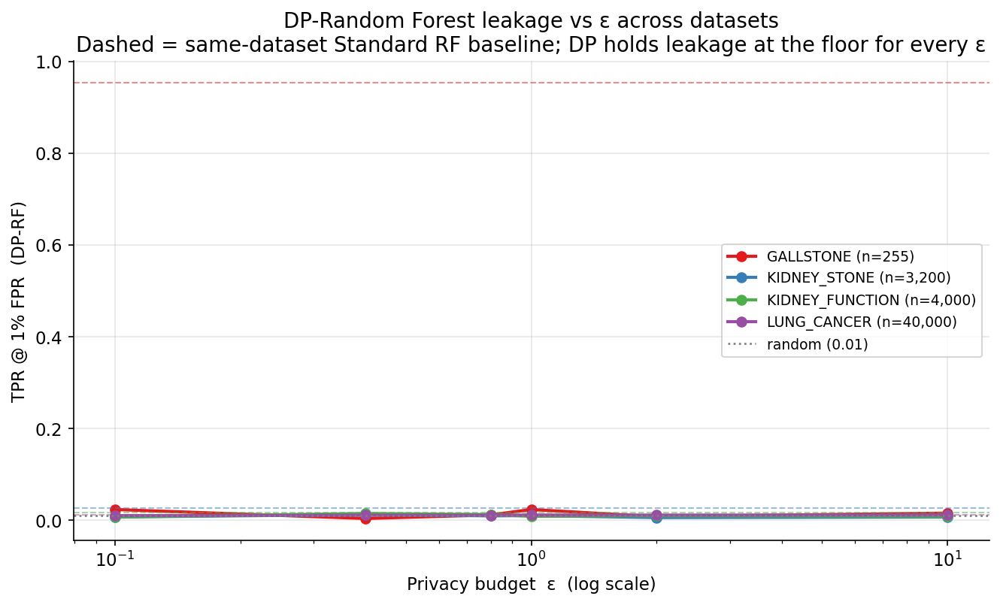 DP-Random Forest leakage vs ε across datasets
Dashed = same-dataset Standard RF baseline; DP holds leakage at the floor for every ε
TPR @ 1% FPR  (DP-RF)
1.0
0.8
0.6
0.4
0.2
0.0
GALLSTONE (n=255)
KIDNEY_STONE (n=3,200)
KIDNEY_FUNCTION (n=4,000)
LUNG_CANCER (n=40,000)
random (0.01)
10⁻¹ 10⁰ 10¹
Privacy budget  ε  (log scale)